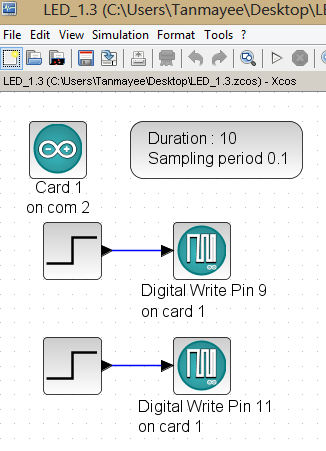 LED_1.3 (C:\Users\Tanmayee\Desktop\LE
File Edit View Simulation Format Tools ?
LED_1.3 (C:\Users\Tanmayee\Desktop\LED_1.3.zcos) - Xcos
Duration : 10
Sampling period 0.1
Card 1
on com 2
Digital Write Pin 9
on card 1
Digital Write Pin 11
on card 1